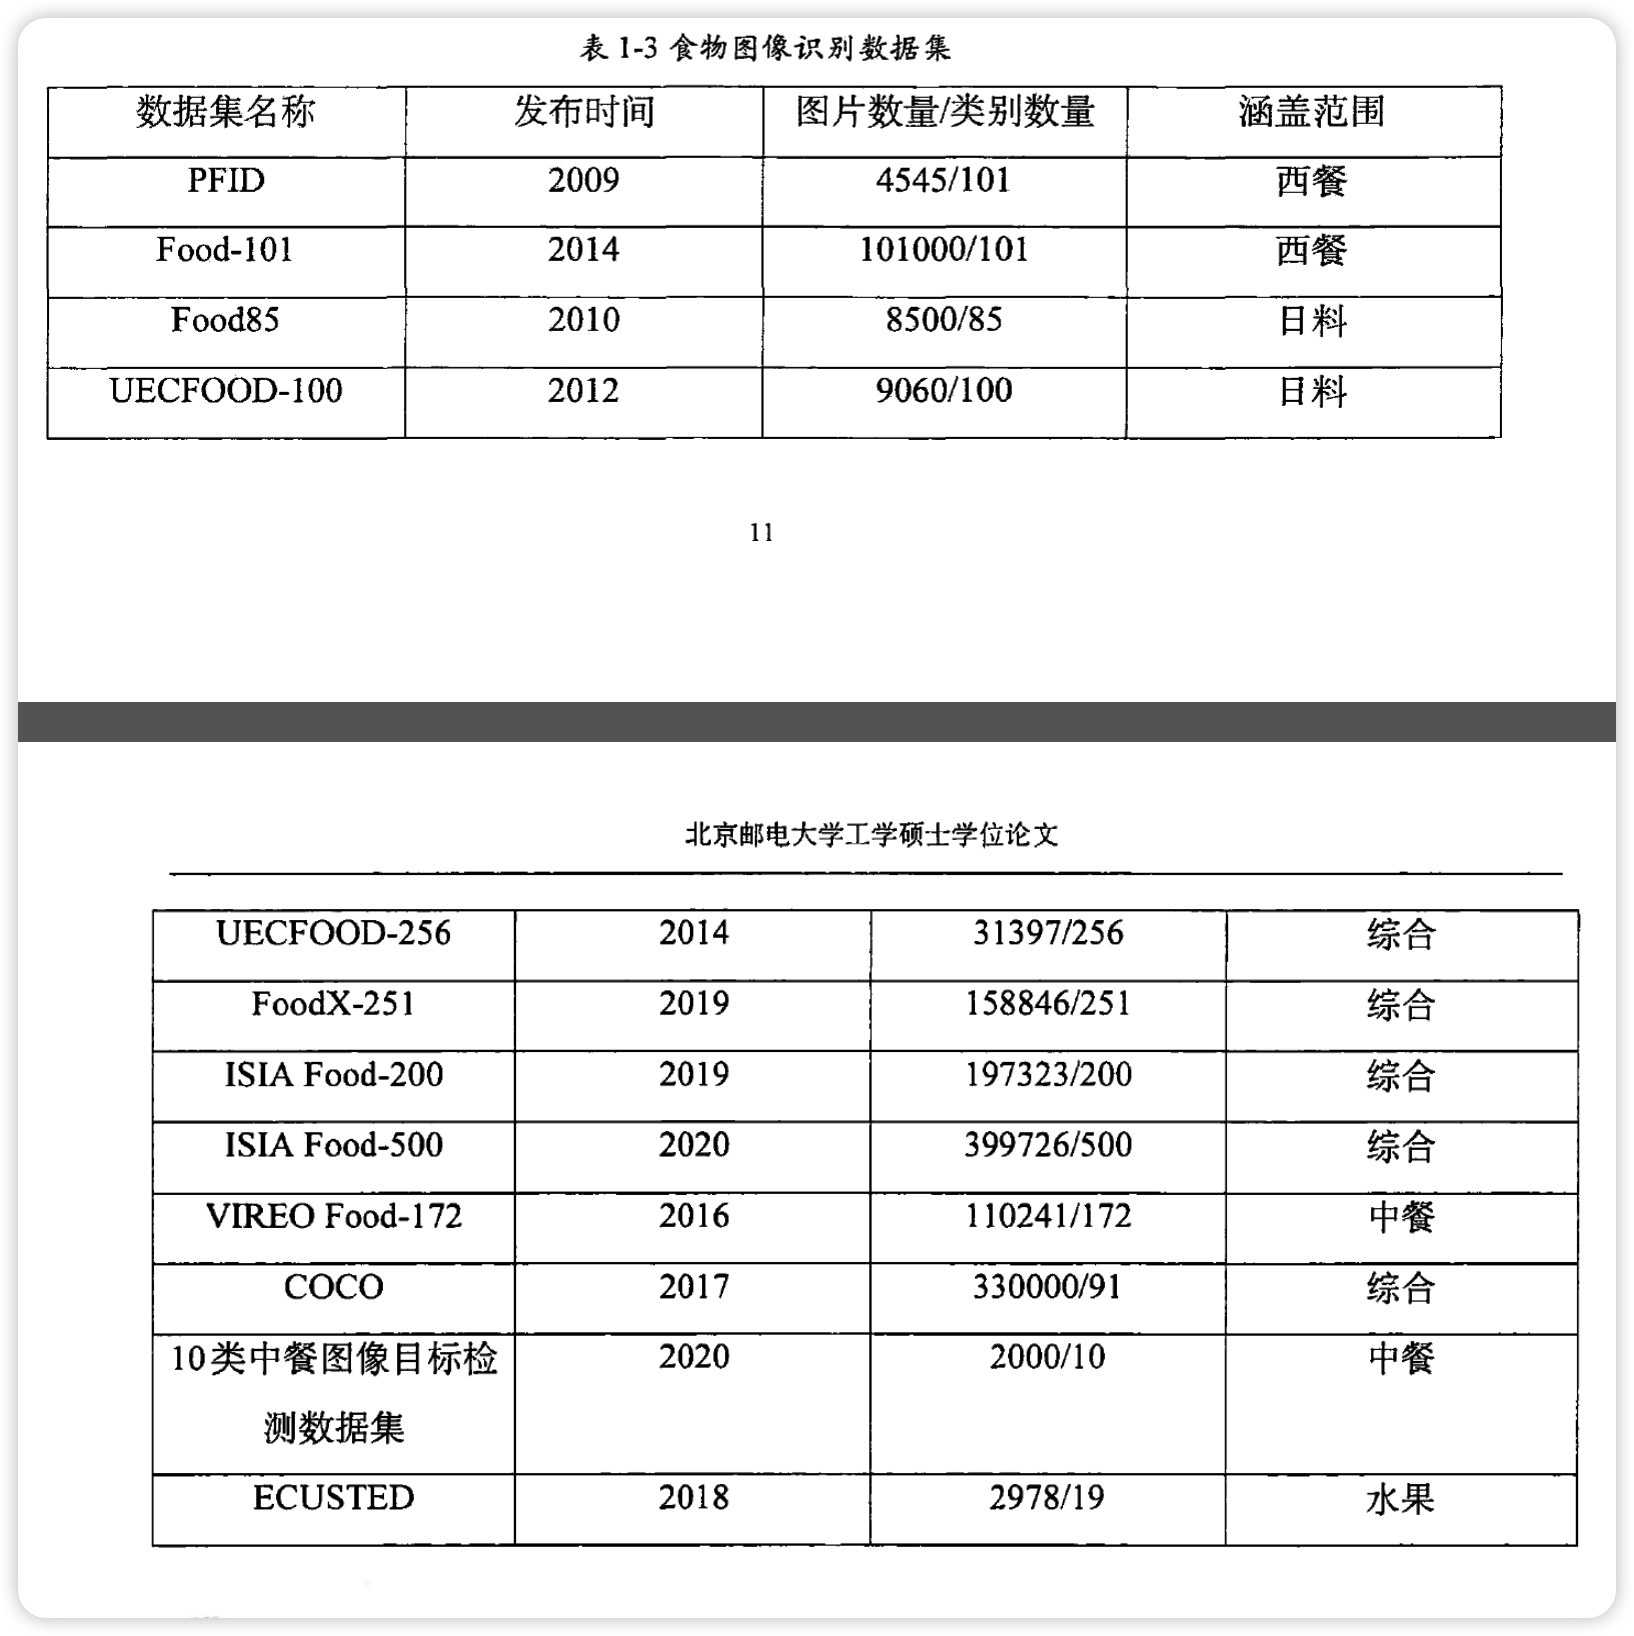 表 1-3 食物图像识别数据集
数据集名称 发布时间 图片数量/类别数量 涵盖范围
PFID 2009 4545/101 西餐
Food-101 2014 101000/101 西餐
Food85 2010 8500/85 日料
UECFOOD-100 2012 9060/100 日料
11
北京邮电大学工学硕士学位论文
UECFOOD-256 2014 31397/256 综合
FoodX-251 2019 158846/251 综合
ISIA Food-200 2019 197323/200 综合
ISIA Food-500 2020 399726/500 综合
VIREO Food-172 2016 110241/172 中餐
COCO 2017 330000/91 综合
10类中餐图像目标检 2020 2000/10 中餐
测数据集
ECUSTED 2018 2978/19 水果